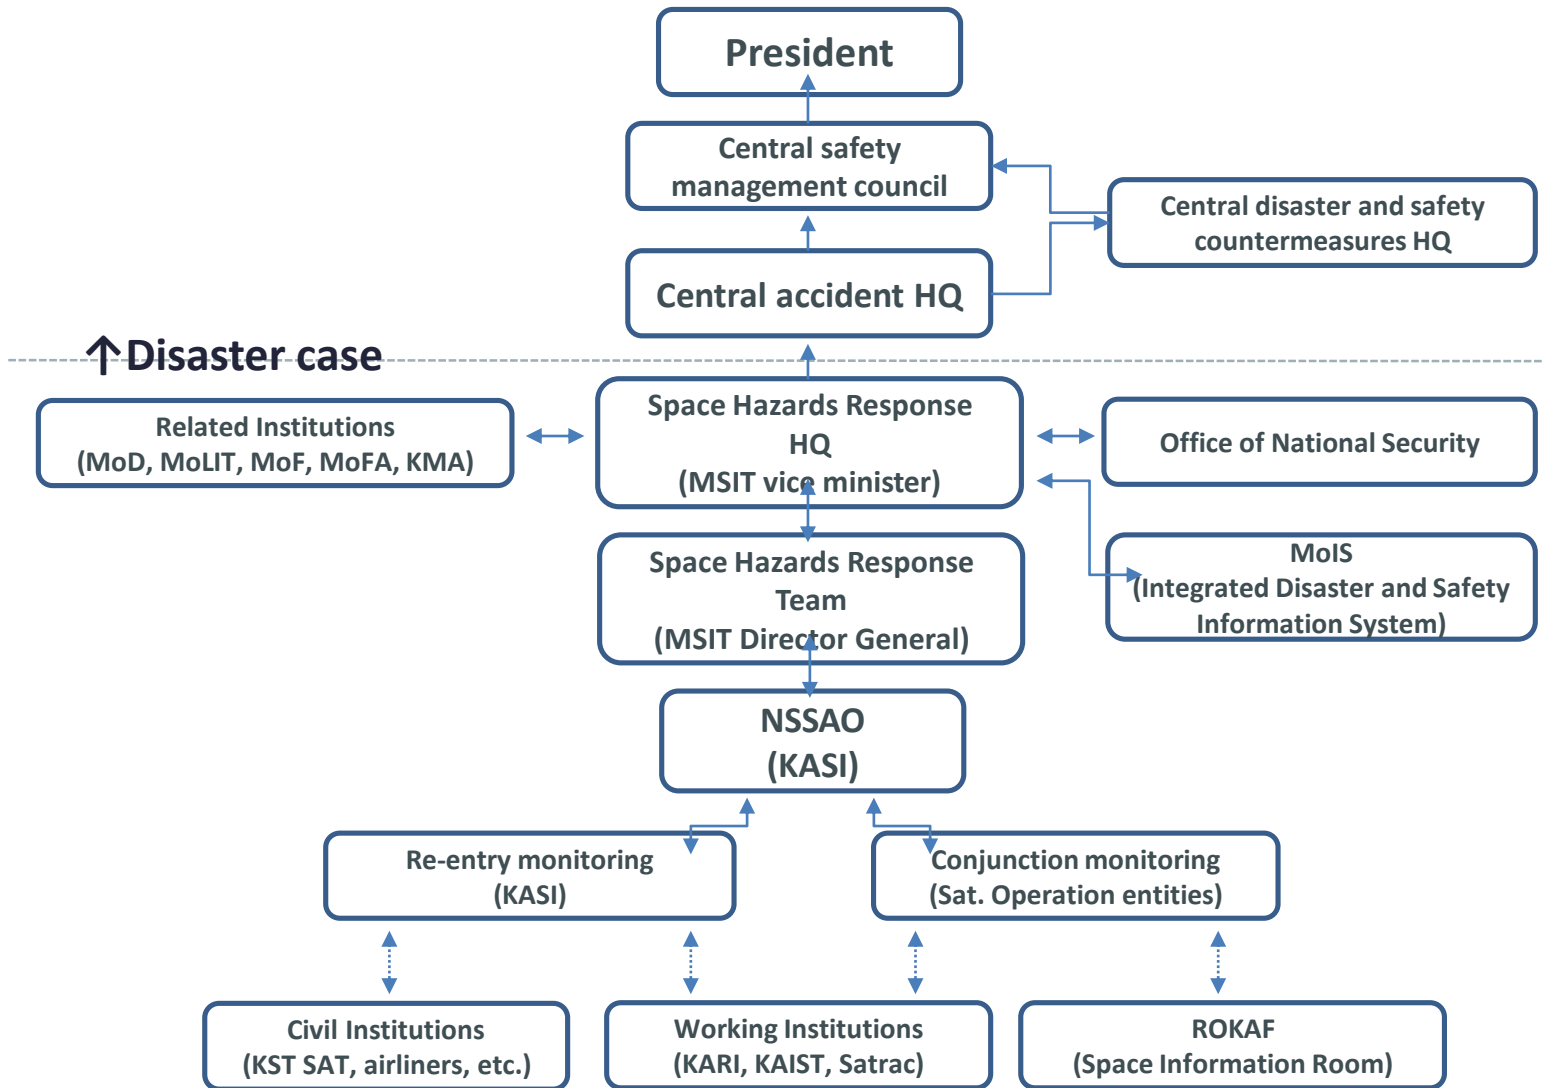 President
Central safety
management council
Central disaster and safety
countermeasures HQ
Central accident HQ
↑Disaster case
Space Hazards Response
HQ
(MSIT vice minister)
Related Institutions
(MoD, MoLIT, MoF, MoFA, KMA)
Office of National Security
Space Hazards Response
Team
(MSIT Director General)
MoIS
(Integrated Disaster and Safety
Information System)
NSSAO
(KASI)
Re-entry monitoring
(KASI)
Conjunction monitoring
(Sat. Operation entities)
Civil Institutions
(KST SAT, airliners, etc.)
Working Institutions
(KARI, KAIST, Satrac)
ROKAF
(Space Information Room)